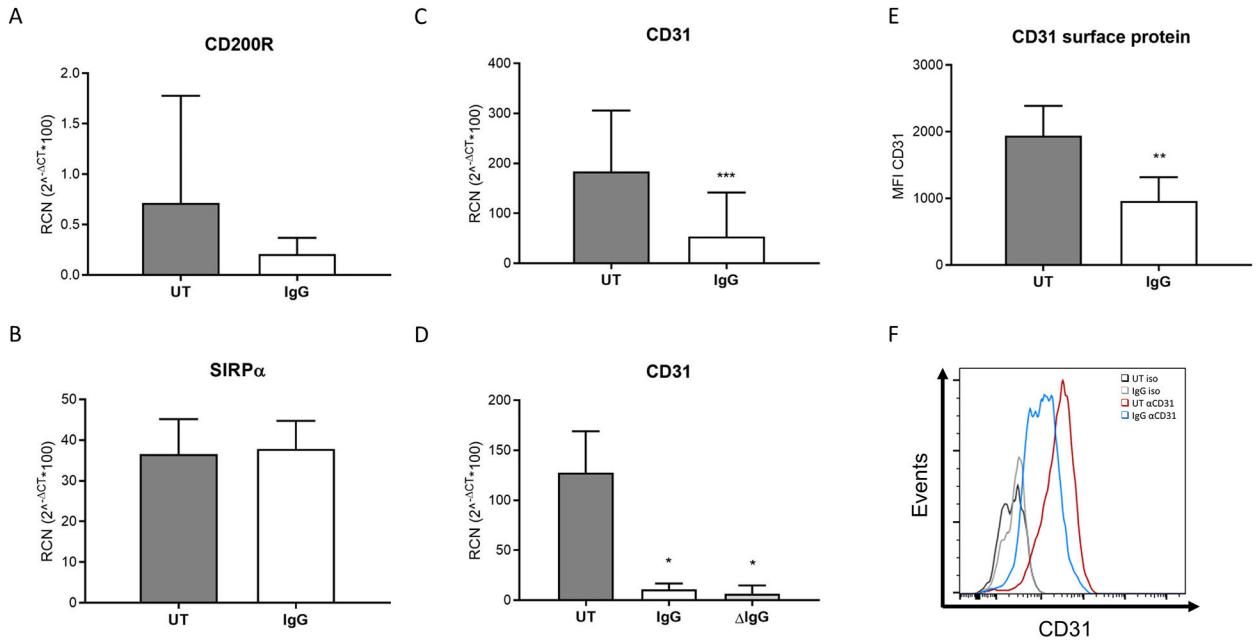 A
CD200R
RCN (2^-ΔCT*100)
2.0
1.5
1.0
0.5
0.0
UT
IgG
B
SIRPα
RCN (2^-ΔCT*100)
50
40
30
20
10
0
UT
IgG
C
CD31
RCN (2^-ΔCT*100)
400
300
200
100
0
***
UT
IgG
D
CD31
RCN (2^-ΔCT*100)
200
150
100
50
0
*
*
UT
IgG
ΔIgG
E
CD31 surface protein
MFI CD31
3000
2000
1000
0
**
UT
IgG
F
UT iso
IgG iso
UT αCD31
IgG αCD31
Events
CD31